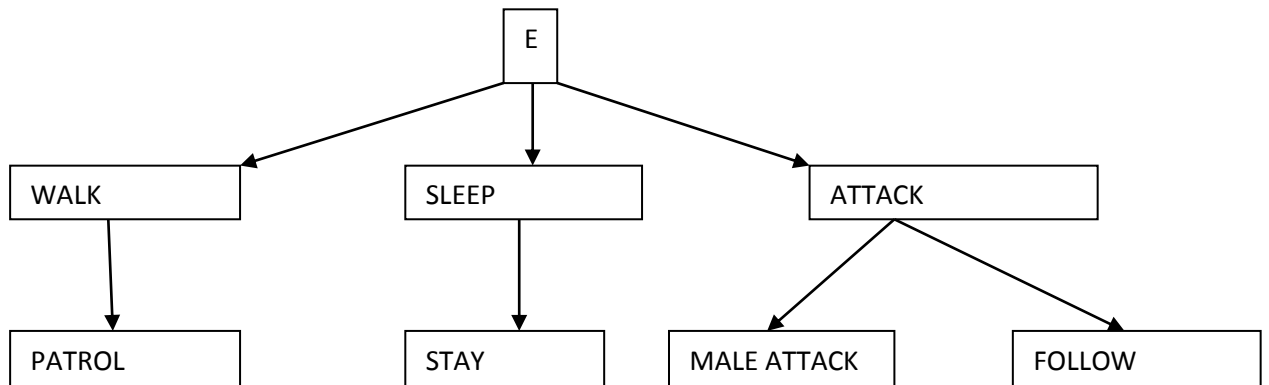 E
WALK
SLEEP
ATTACK
PATROL
STAY
MALE ATTACK
FOLLOW